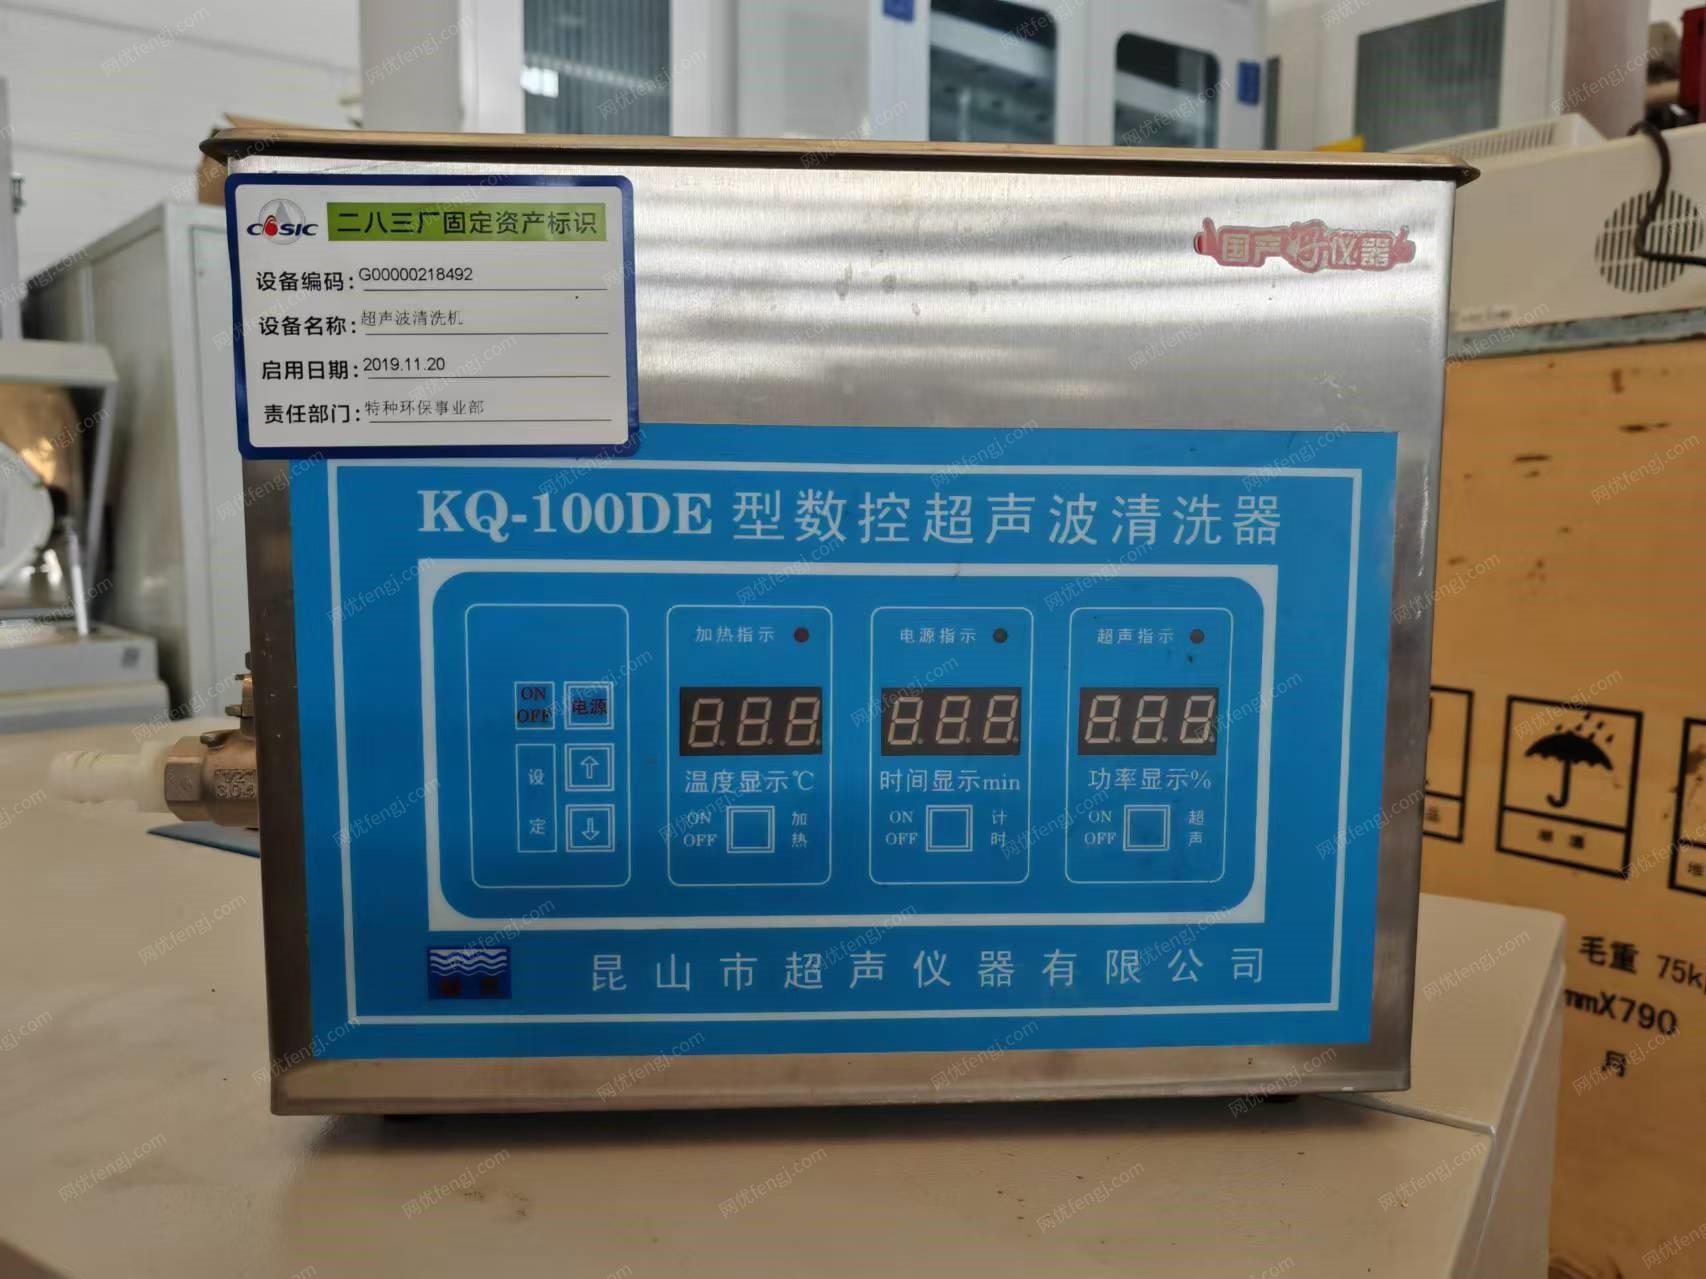 CASIC 二八三厂固定资产标识
设备编码: G00000218492
设备名称: 超声波清洗机
启用日期: 2019.11.20
责任部门: 特种环保事业部
国产好仪器
KQ-100DE 型数控超声波清洗器
加热指示
电源指示
超声指示
ON
OFF
电源
设
定
温度显示℃
时间显示min
功率显示%
ON
OFF
加
热
ON
OFF
计
时
ON
OFF
超
声
昆山市超声仪器有限公司
毛重 75k
mmX790
网优fengj.com